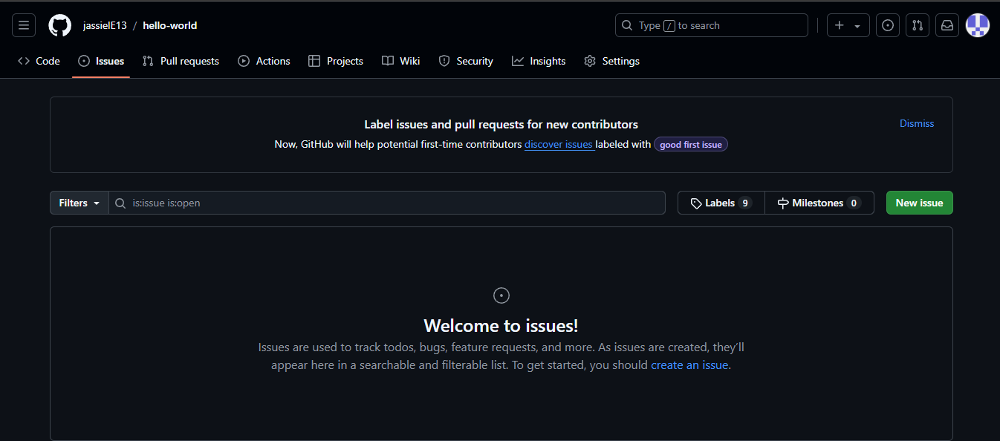 jassielE13 / hello-world
Type / to search
Code Issues Pull requests Actions Projects Wiki Security Insights Settings
Label issues and pull requests for new contributors
Dismiss
Now, GitHub will help potential first-time contributors discover issues labeled with good first issue
Filters is:issue is:open Labels 9 Milestones 0 New issue
Welcome to issues!
Issues are used to track todos, bugs, feature requests, and more. As issues are created, they’ll
appear here in a searchable and filterable list. To get started, you should create an issue.